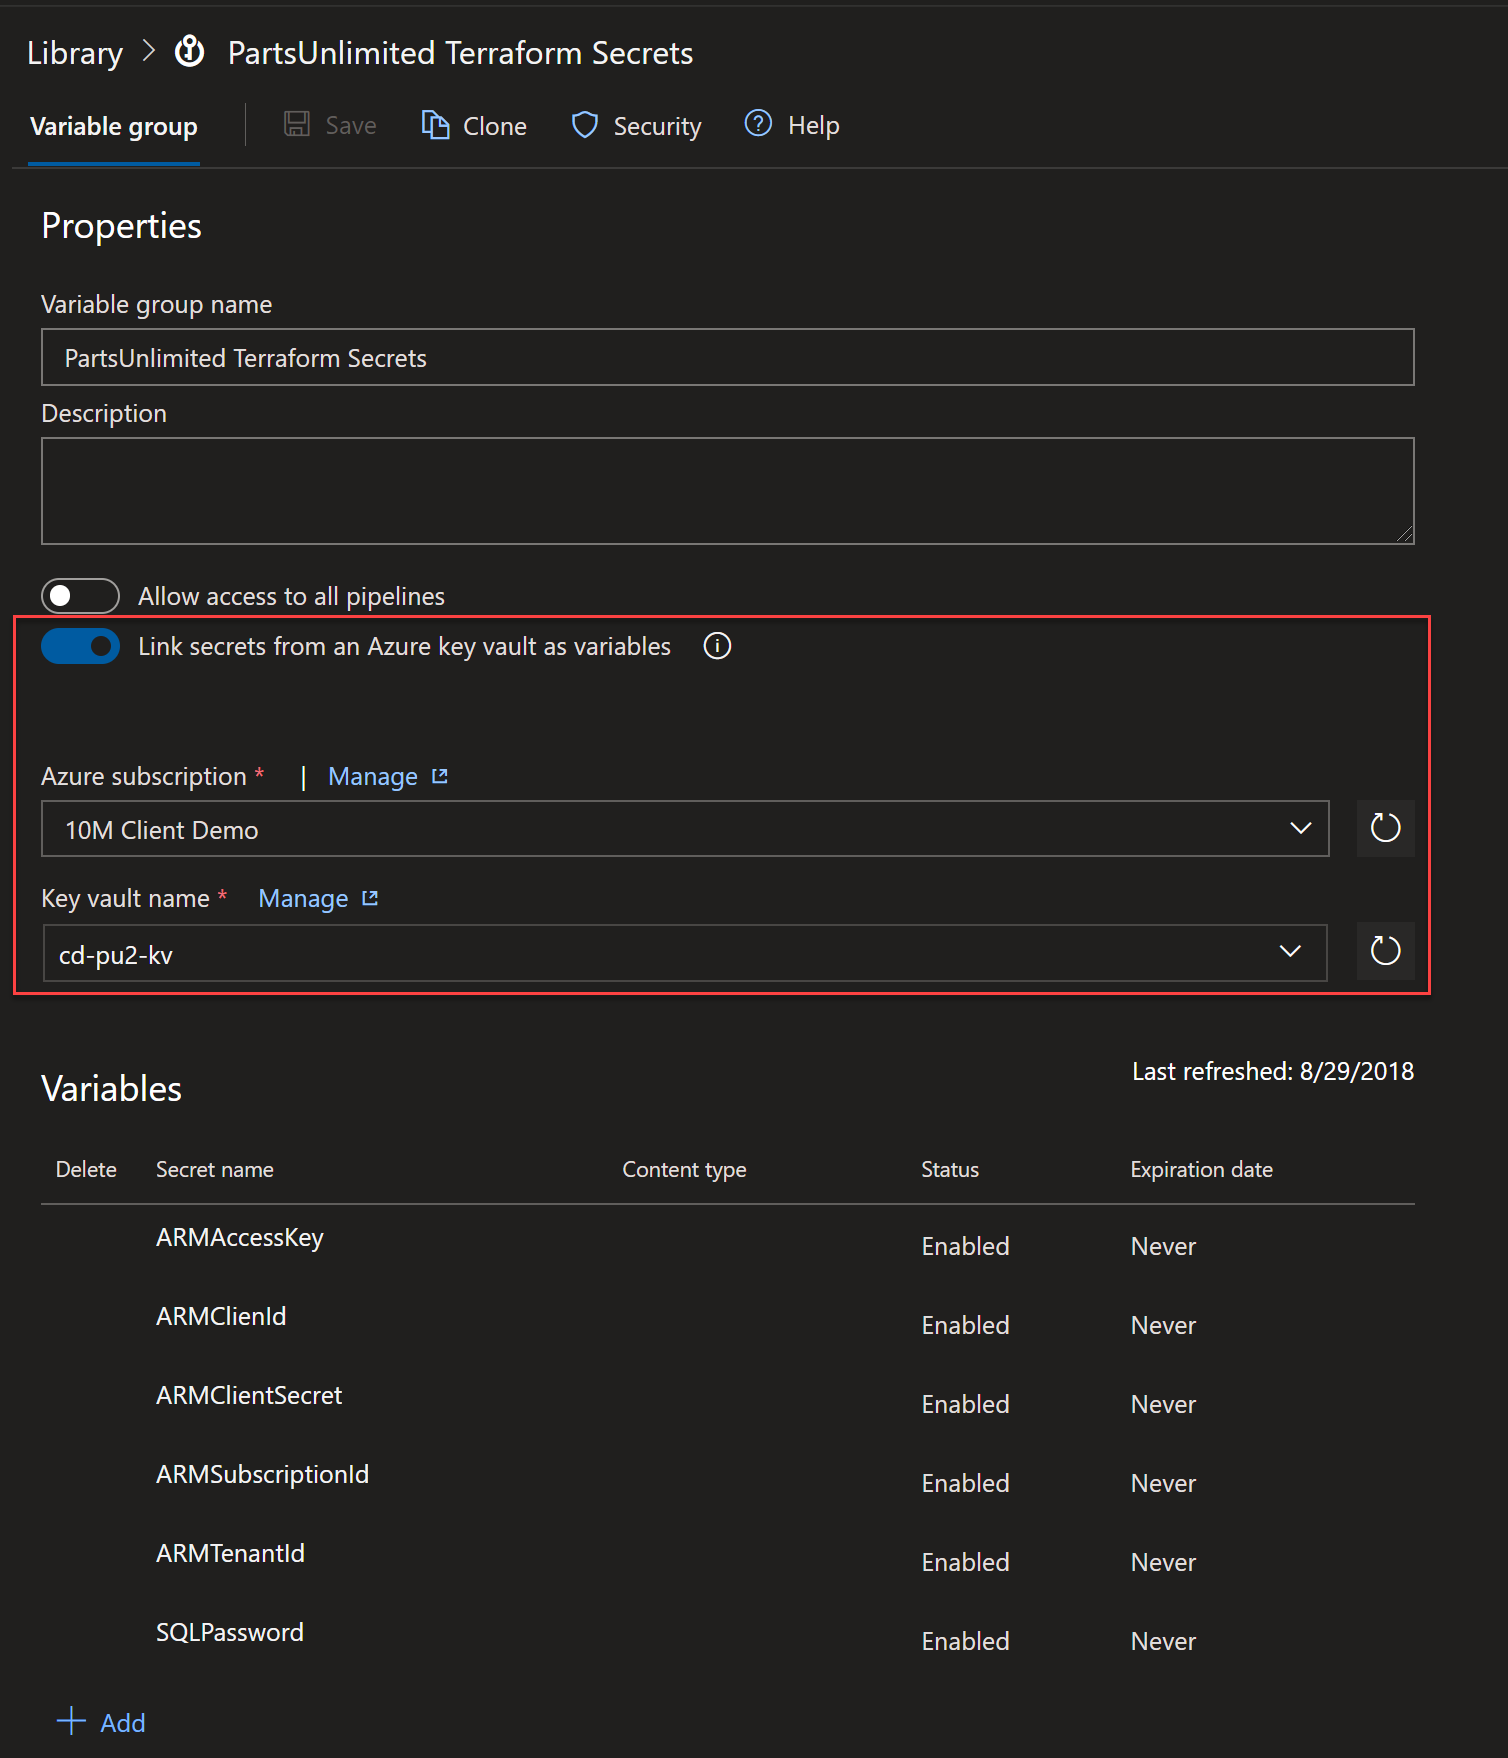 Library > PartsUnlimited Terraform Secrets
Variable group Save Clone Security Help
Properties
Variable group name
PartsUnlimited Terraform Secrets
Description
Allow access to all pipelines
Link secrets from an Azure key vault as variables
Azure subscription * | Manage
10M Client Demo
Key vault name * Manage
cd-pu2-kv
Last refreshed: 8/29/2018
Variables
Delete Secret name Content type Status Expiration date
ARMAccessKey Enabled Never
ARMClienId Enabled Never
ARMClientSecret Enabled Never
ARMSubscriptionId Enabled Never
ARMTenantId Enabled Never
SQLPassword Enabled Never
+ Add